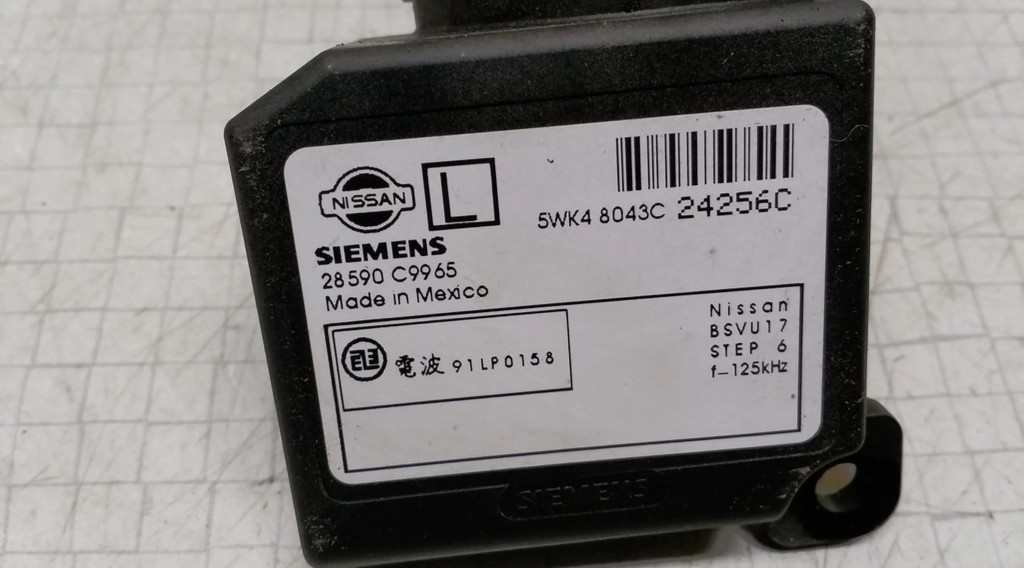 NISSAN
L
5WK4 8043C 24256C
SIEMENS
28590 C9965
Made in Mexico
Nissan
BSVU17
STEP 6
f-125kHz
電波 91LP0158
SIEMENS